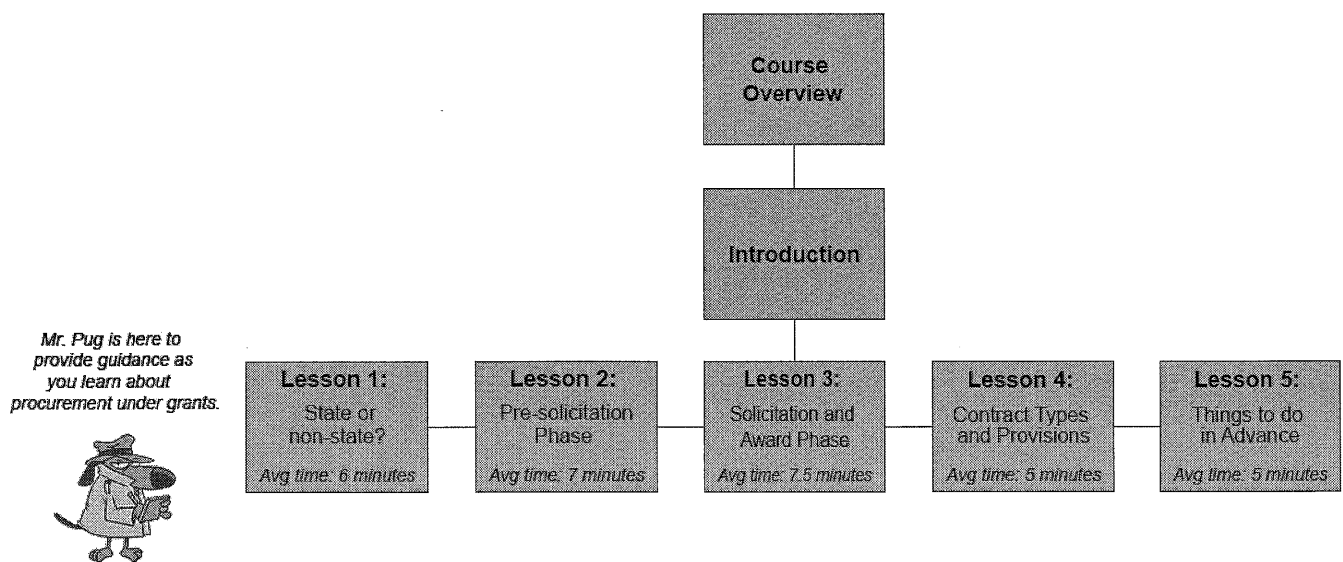 Course
Overview
Introduction
Mr. Pug is here to
provide guidance as
you learn about
procurement under grants.
Lesson 1:
State or
non-state?
Avg time: 6 minutes
Lesson 2:
Pre-solicitation
Phase
Avg time: 7 minutes
Lesson 3:
Solicitation and
Award Phase
Avg time: 7.5 minutes
Lesson 4:
Contract Types
and Provisions
Avg time: 5 minutes
Lesson 5:
Things to do
in Advance
Avg time: 5 minutes